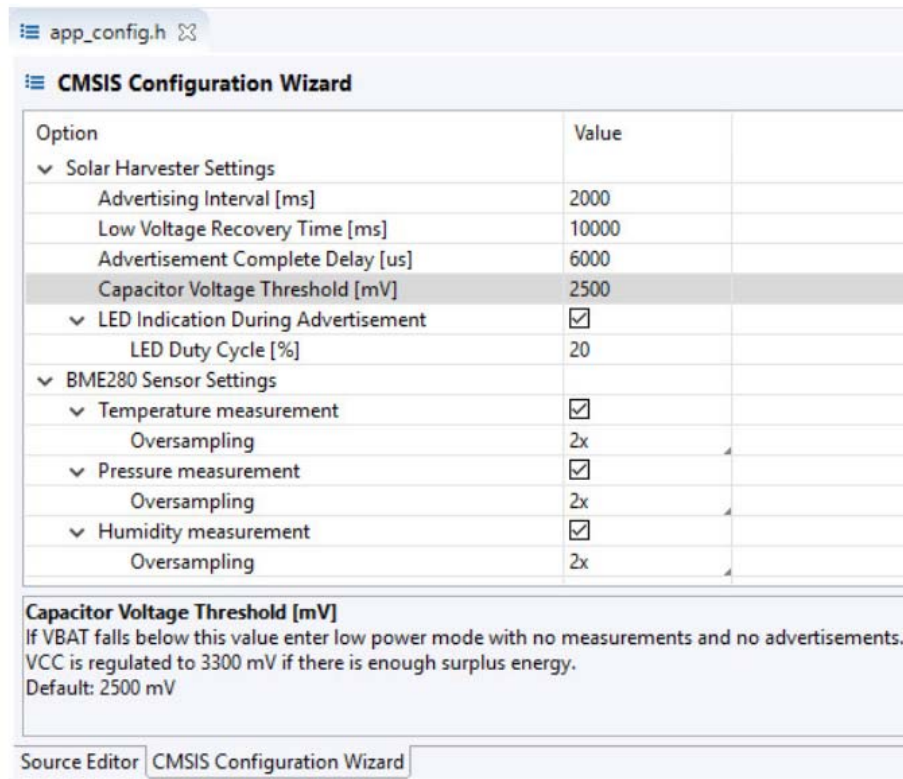 app_config.h
CMSIS Configuration Wizard
Option Value
Solar Harvester Settings
Advertising Interval [ms] 2000
Low Voltage Recovery Time [ms] 10000
Advertisement Complete Delay [us] 6000
Capacitor Voltage Threshold [mV] 2500
LED Indication During Advertisement
LED Duty Cycle [%] 20
BME280 Sensor Settings
Temperature measurement
Oversampling 2x
Pressure measurement
Oversampling 2x
Humidity measurement
Oversampling 2x
Capacitor Voltage Threshold [mV]
If VBAT falls below this value enter low power mode with no measurements and no advertisements.
VCC is regulated to 3300 mV if there is enough surplus energy.
Default: 2500 mV
Source Editor CMSIS Configuration Wizard